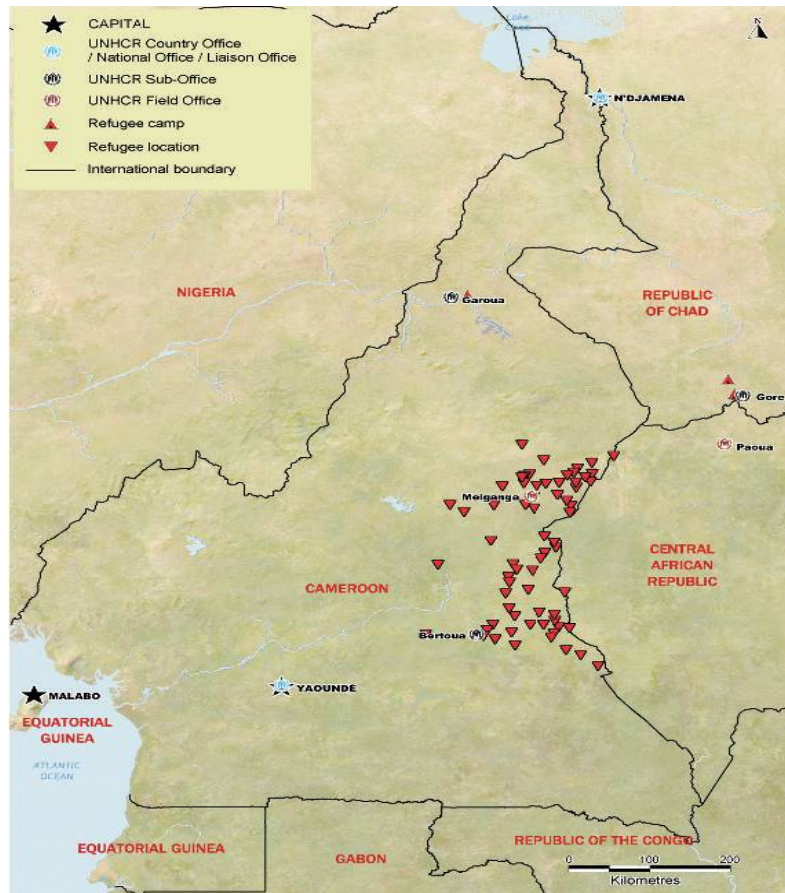 CAPITAL
UNHCR Country Office
/ National Office / Liaison Office
UNHCR Sub-Office
UNHCR Field Office
Refugee camp
Refugee location
International boundary
N
N'DJAMENA
NIGERIA
Garoua
REPUBLIC
OF CHAD
Gore
Paoua
Meiganga
CENTRAL
AFRICAN
REPUBLIC
CAMEROON
Bertoua
YAOUNDÉ
MALABO
EQUATORIAL
GUINEA
ATLANTIC
OCEAN
EQUATORIAL GUINEA
GABON
REPUBLIC OF THE CONGO
0 100 200
Kilometres